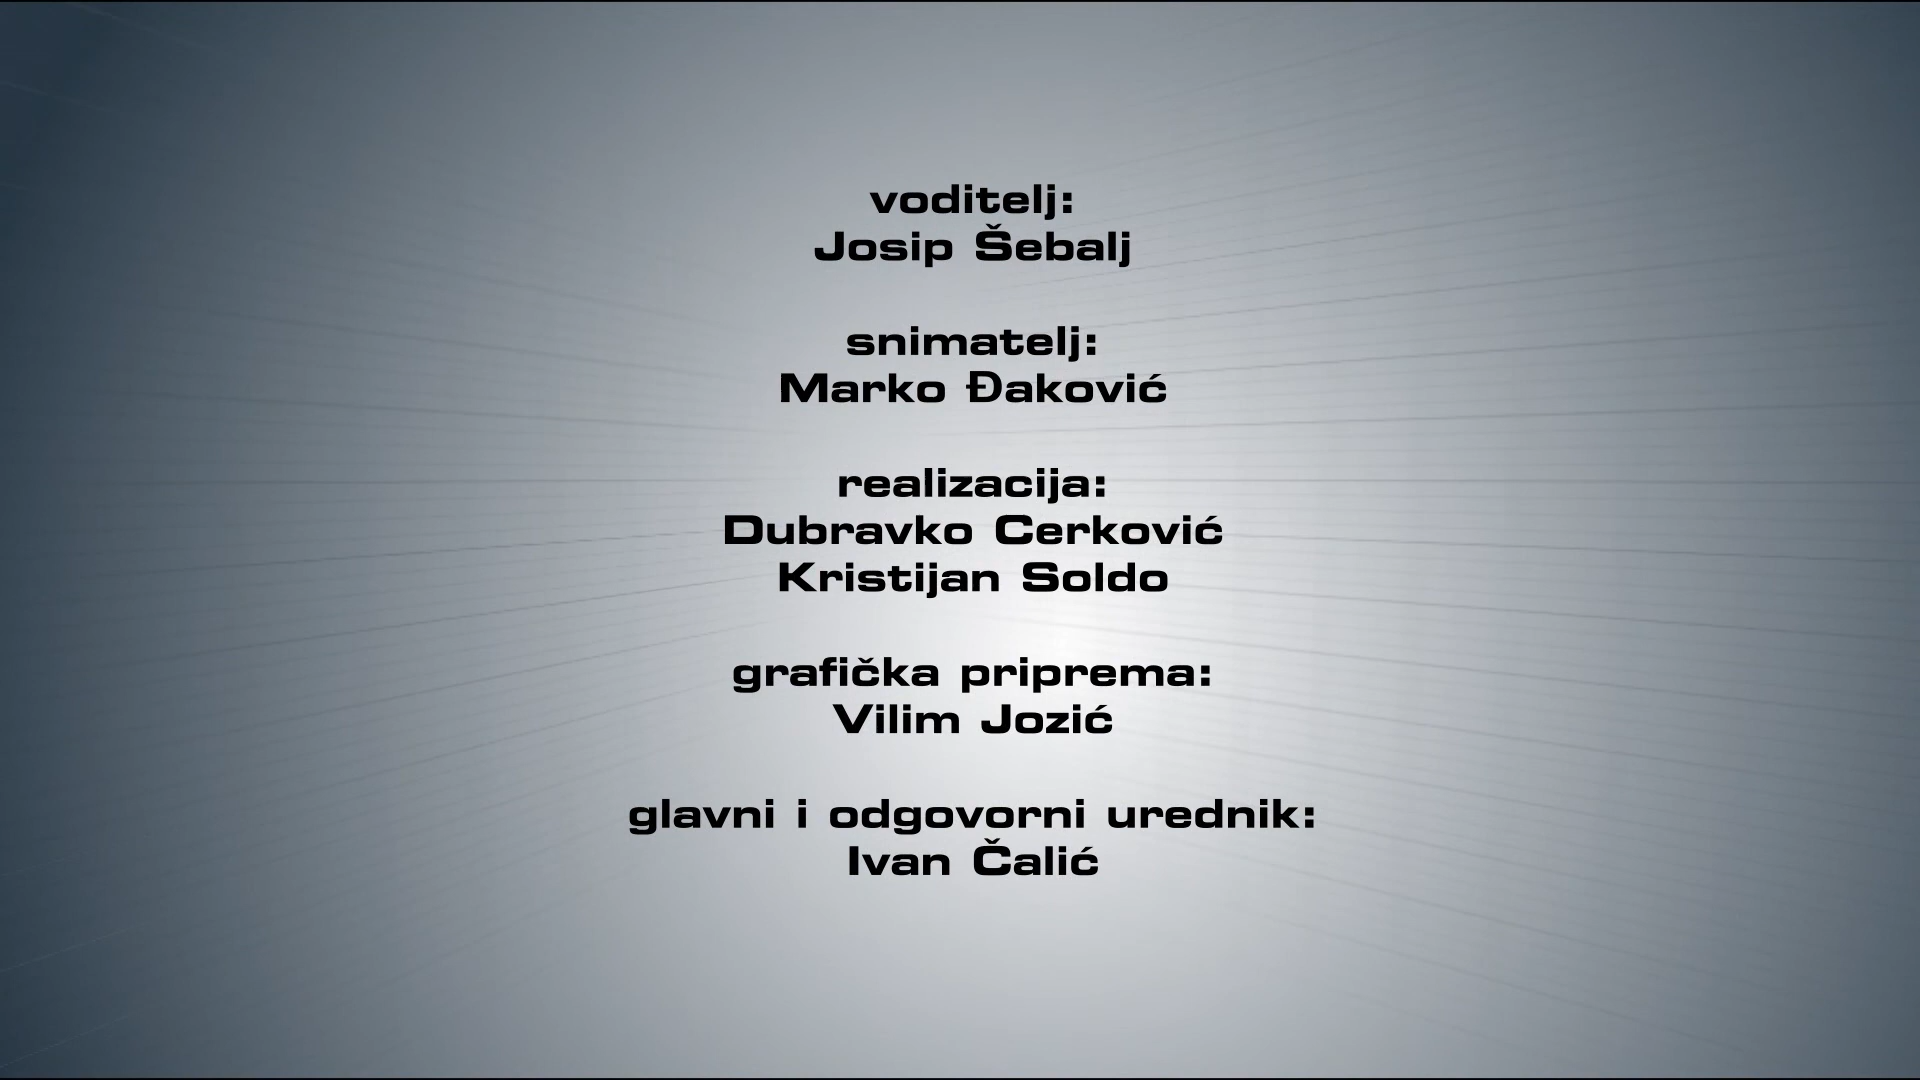 voditelj:
Josip Šebalj
snimatelj:
Marko Đaković
realizacija:
Dubravko Cerković
Kristijan Soldo
grafička priprema:
Vilim Jozić
glavni i odgovorni urednik:
Ivan Čalić